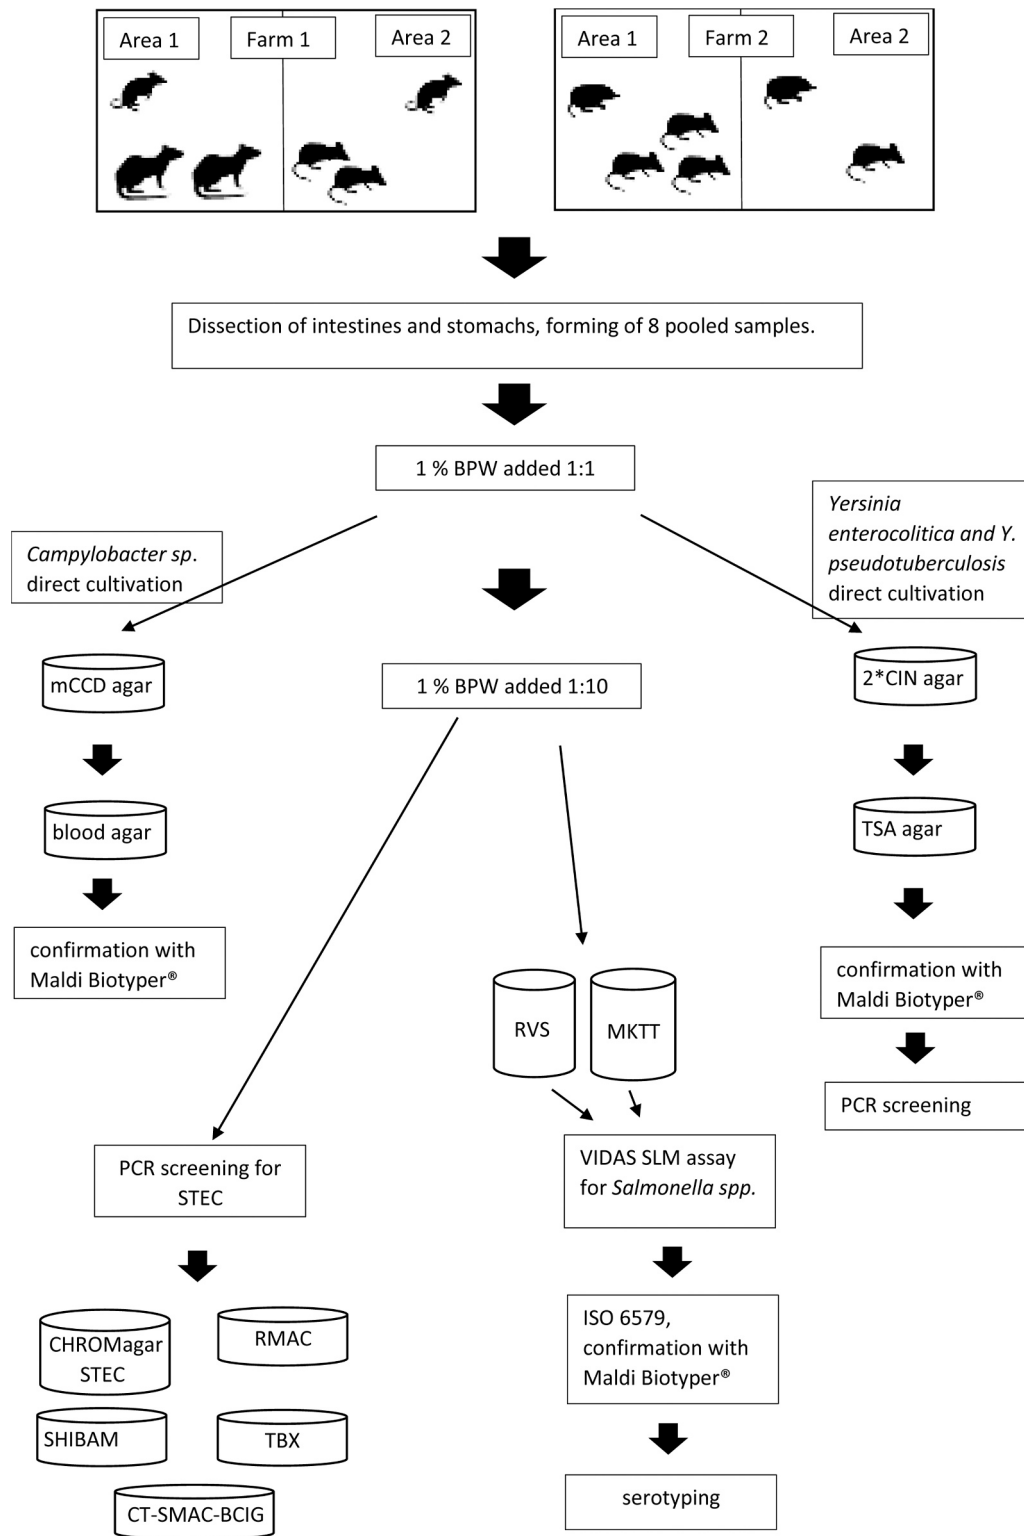 Area 1
Farm 1
Area 2
Area 1
Farm 2
Area 2
Dissection of intestines and stomachs, forming of 8 pooled samples.
1 % BPW added 1:1
Campylobacter sp.
direct cultivation
Yersinia
enterocolitica and Y.
pseudotuberculosis
direct cultivation
mCCD agar
1 % BPW added 1:10
2*CIN agar
blood agar
TSA agar
confirmation with
Maldi Biotyper®
RVS
MKTT
confirmation with
Maldi Biotyper®
PCR screening
PCR screening for
STEC
VIDAS SLM assay
for Salmonella spp.
CHROMagar
STEC
RMAC
SHIBAM
TBX
CT-SMAC-BCIG
ISO 6579,
confirmation with
Maldi Biotyper®
serotyping